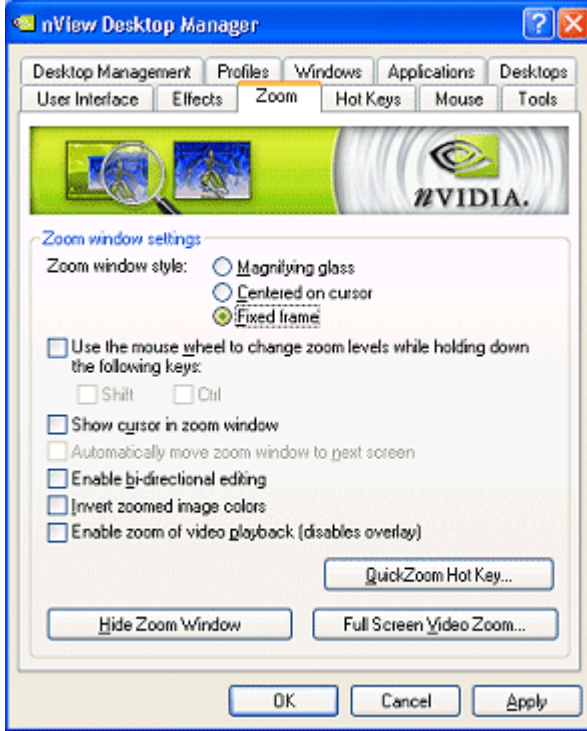 nView Desktop Manager
Desktop Management Profiles Windows Applications Desktops
User Interface Effects Zoom Hot Keys Mouse Tools
nVIDIA.
Zoom window settings
Zoom window style: Magnifying glass
Centered on cursor
Fixed frame
Use the mouse wheel to change zoom levels while holding down
the following keys:
Shift Ctrl
Show cursor in zoom window
Automatically move zoom window to next screen
Enable bi-directional editing
Invert zoomed image colors
Enable zoom of video playback (disables overlay)
QuickZoom Hot Key...
Hide Zoom Window Full Screen Video Zoom...
OK Cancel Apply